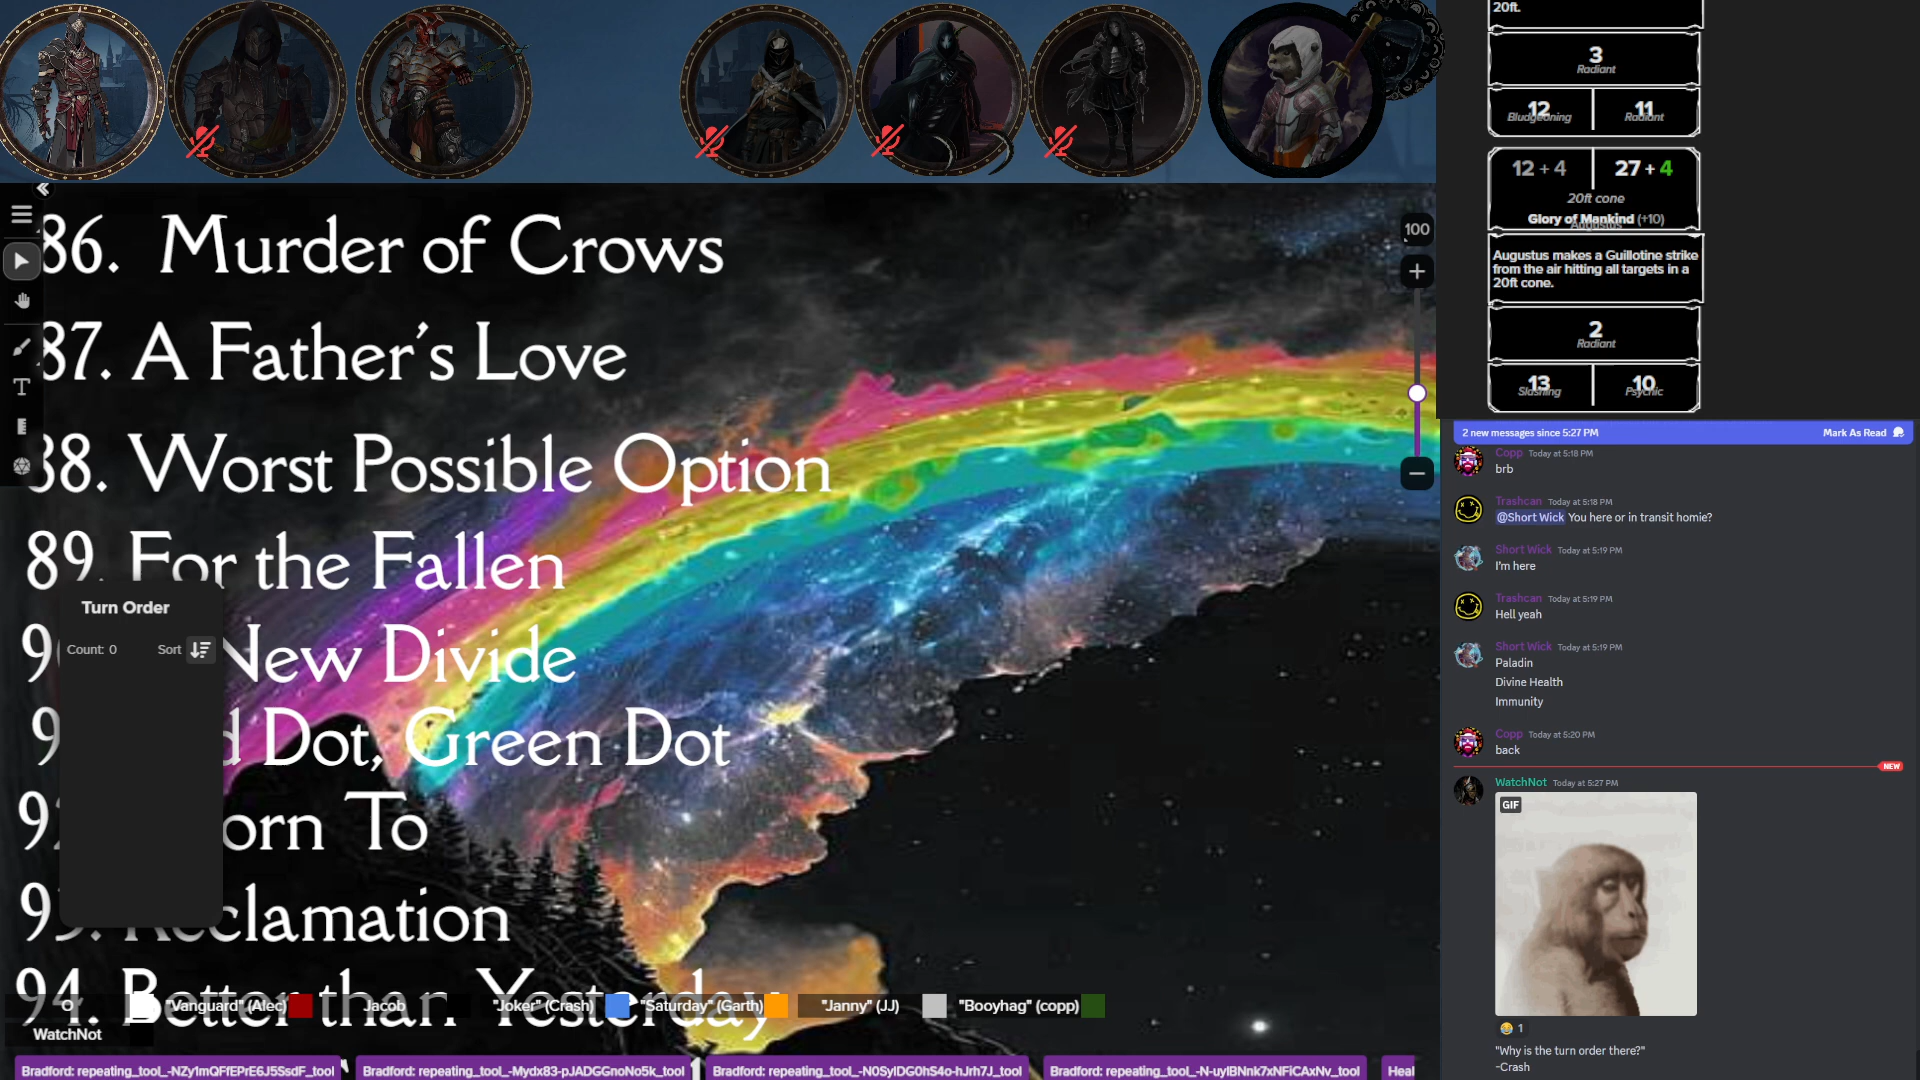 86. Murder of Crows
87. A Father's Love
88. Worst Possible Option
89. For the Fallen
New Divide
Dot, Green Dot
orn To
93. Reclamation
94. Better than Yesterday
Turn Order
Count: 0
Sort
"Vanguard" (Alec)
Jacob
"Joker" (Crash)
"Saturday" (Garth)
"Janny" (JJ)
"Booyhag" (copp)
WatchNot
Bradford: repeating_tool_-NZy1mQFfEPrE6J5SsdF_tool
Bradford: repeating_tool_-Mydx83-pJADGGnoNo5k_tool
Bradford: repeating_tool_-N0SyIDG0hS4o-hJrh7J_tool
Bradford: repeating_tool_-N-uyIBNnk7xNFiCAxNv_tool
Heal
100
20ft.
3
Radiant
12
Bludgeoning
11
Radiant
12 + 4
27 + 4
20ft cone
Glory of Mankind (+10)
Augustus
Augustus makes a Guillotine strike
from the air hitting all targets in a
20ft cone.
2
Radiant
13
Slashing
10
Psychic
2 new messages since 5:27 PM
Mark As Read
Copp Today at 5:18 PM
brb
Trashcan Today at 5:18 PM
@Short Wick You here or in transit homie?
Short Wick Today at 5:19 PM
I'm here
Trashcan Today at 5:19 PM
Hell yeah
Short Wick Today at 5:19 PM
Paladin
Divine Health
Immunity
Copp Today at 5:20 PM
back
NEW
WatchNot Today at 5:27 PM
GIF
1
"Why is the turn order there?"
-Crash